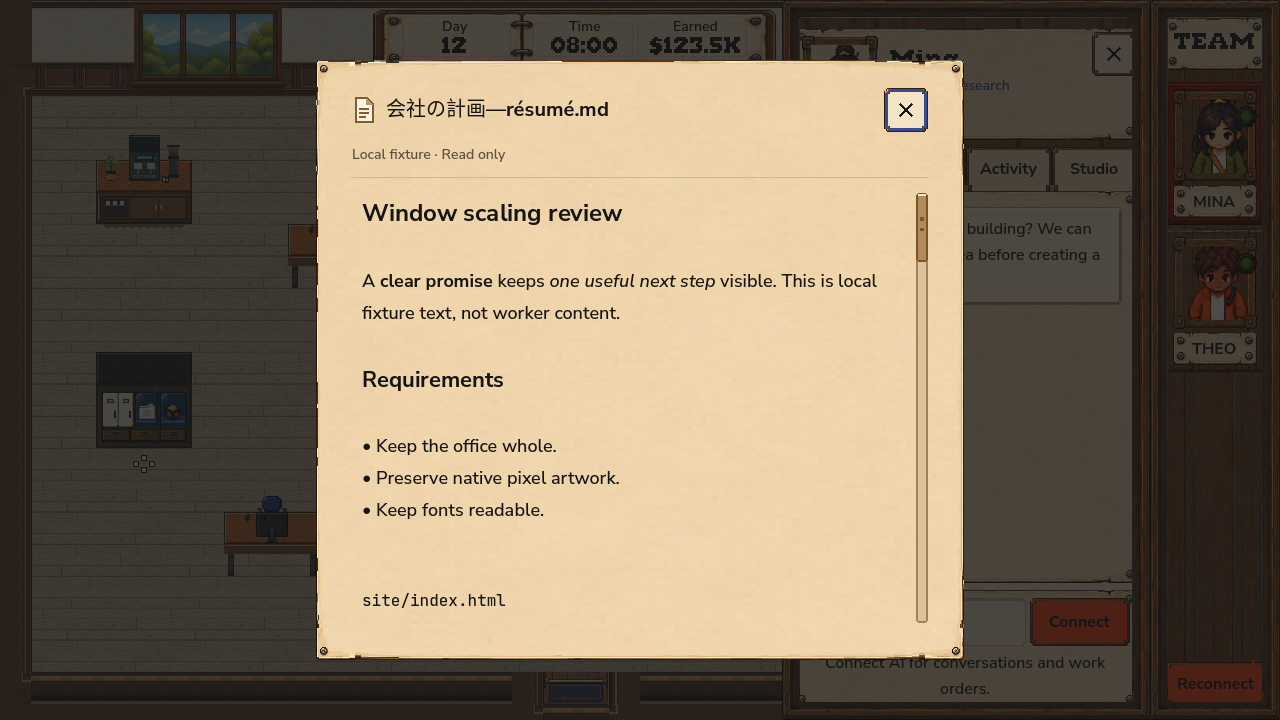 Day
12
Time
08:00
Earned
$123.5K
TEAM
esearch
会社の計画—résumé.md
Local fixture · Read only
Window scaling review
A clear promise keeps one useful next step visible. This is local
fixture text, not worker content.
Requirements
• Keep the office whole.
• Preserve native pixel artwork.
• Keep fonts readable.
site/index.html
Activity
Studio
building? We can
a before creating a
Connect
Connect AI for conversations and work
orders.
MINA
THEO
Reconnect